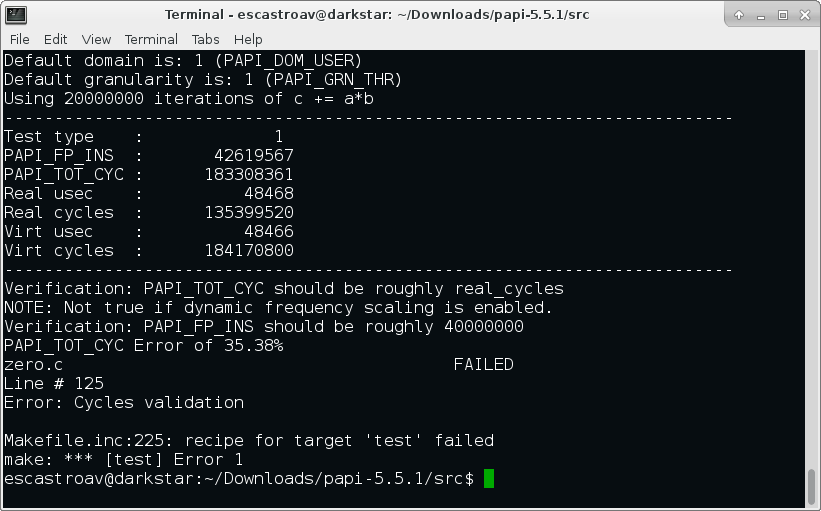 Terminal - escastroav@darkstar: ~/Downloads/papi-5.5.1/src
File Edit View Terminal Tabs Help
Default domain is: 1 (PAPI_DOM_USER)
Default granularity is: 1 (PAPI_GRN_THR)
Using 20000000 iterations of c += a*b
-------------------------------------------------------------------------
Test type    :              1
PAPI_FP_INS  :       42619567
PAPI_TOT_CYC :      183308361
Real usec    :          48468
Real cycles  :      135399520
Virt usec    :          48466
Virt cycles  :      184170800
-------------------------------------------------------------------------
Verification: PAPI_TOT_CYC should be roughly real_cycles
NOTE: Not true if dynamic frequency scaling is enabled.
Verification: PAPI_FP_INS should be roughly 40000000
PAPI_TOT_CYC Error of 35.38%
zero.c                                       FAILED
Line # 125
Error: Cycles validation
Makefile.inc:225: recipe for target 'test' failed
make: *** [test] Error 1
escastroav@darkstar:~/Downloads/papi-5.5.1/src$